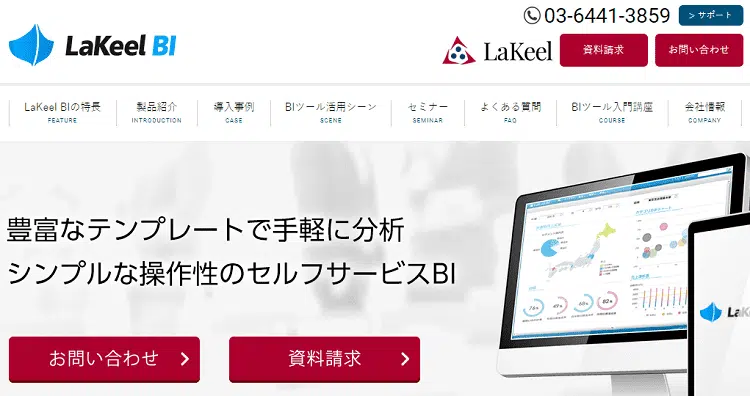 03-6441-3859
> サポート
LaKeel BI
LaKeel
資料請求
お問い合わせ
LaKeel BIの特長
FEATURE
製品紹介
INTRODUCTION
導入事例
CASE
BIツール活用シーン
SCENE
セミナー
SEMINAR
よくある質問
FAQ
BIツール入門講座
COURSE
会社情報
COMPANY
豊富なテンプレートで手軽に分析
シンプルな操作性のセルフサービスBI
お問い合わせ
資料請求
76%
49%
68%
82%
LaKe